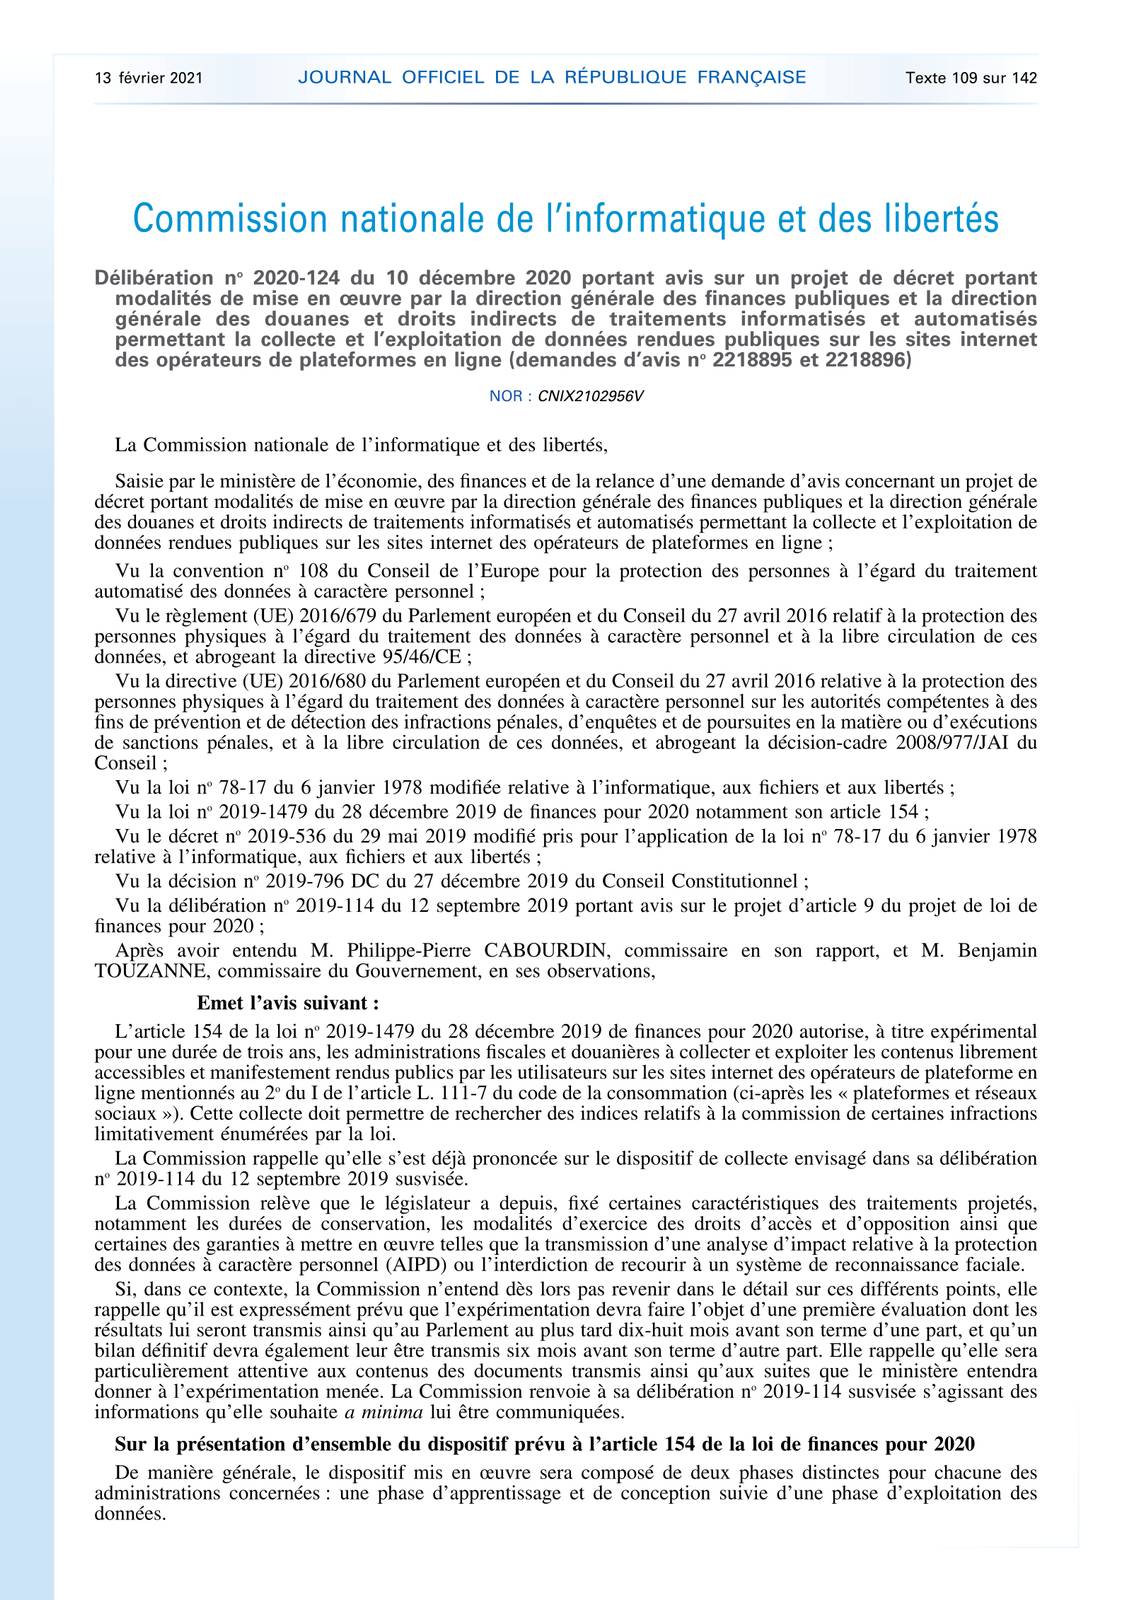 13 février 2021
JOURNAL OFFICIEL DE LA RÉPUBLIQUE FRANÇAISE
Texte 109 sur 142
Commission nationale de l’informatique et des libertés
Délibération nº 2020-124 du 10 décembre 2020 portant avis sur un projet de décret portant
modalités de mise en œuvre par la direction générale des finances publiques et la direction
générale des douanes et droits indirects de traitements informatisés et automatisés
permettant la collecte et l’exploitation de données rendues publiques sur les sites internet
des opérateurs de plateformes en ligne (demandes d’avis nº 2218895 et 2218896)
NOR : CNIX2102956V
La Commission nationale de l’informatique et des libertés,
Saisie par le ministère de l’économie, des finances et de la relance d’une demande d’avis concernant un projet de
décret portant modalités de mise en œuvre par la direction générale des finances publiques et la direction générale
des douanes et droits indirects de traitements informatisés et automatisés permettant la collecte et l’exploitation de
données rendues publiques sur les sites internet des opérateurs de plateformes en ligne ;
Vu la convention nº 108 du Conseil de l’Europe pour la protection des personnes à l’égard du traitement
automatisé des données à caractère personnel ;
Vu le règlement (UE) 2016/679 du Parlement européen et du Conseil du 27 avril 2016 relatif à la protection des
personnes physiques à l’égard du traitement des données à caractère personnel et à la libre circulation de ces
données, et abrogeant la directive 95/46/CE ;
Vu la directive (UE) 2016/680 du Parlement européen et du Conseil du 27 avril 2016 relative à la protection des
personnes physiques à l’égard du traitement des données à caractère personnel sur les autorités compétentes à des
fins de prévention et de détection des infractions pénales, d’enquêtes et de poursuites en la matière ou d’exécutions
de sanctions pénales, et à la libre circulation de ces données, et abrogeant la décision-cadre 2008/977/JAI du
Conseil ;
Vu la loi nº 78-17 du 6 janvier 1978 modifiée relative à l’informatique, aux fichiers et aux libertés ;
Vu la loi nº 2019-1479 du 28 décembre 2019 de finances pour 2020 notamment son article 154 ;
Vu le décret nº 2019-536 du 29 mai 2019 modifié pris pour l’application de la loi nº 78-17 du 6 janvier 1978
relative à l’informatique, aux fichiers et aux libertés ;
Vu la décision nº 2019-796 DC du 27 décembre 2019 du Conseil Constitutionnel ;
Vu la délibération nº 2019-114 du 12 septembre 2019 portant avis sur le projet d’article 9 du projet de loi de
finances pour 2020 ;
Après avoir entendu M. Philippe-Pierre CABOURDIN, commissaire en son rapport, et M. Benjamin
TOUZANNE, commissaire du Gouvernement, en ses observations,
Emet l’avis suivant :
L’article 154 de la loi nº 2019-1479 du 28 décembre 2019 de finances pour 2020 autorise, à titre expérimental
pour une durée de trois ans, les administrations fiscales et douanières à collecter et exploiter les contenus librement
accessibles et manifestement rendus publics par les utilisateurs sur les sites internet des opérateurs de plateforme en
ligne mentionnés au 2º du I de l’article L. 111-7 du code de la consommation (ci-après les « plateformes et réseaux
sociaux »). Cette collecte doit permettre de rechercher des indices relatifs à la commission de certaines infractions
limitativement énumérées par la loi.
La Commission rappelle qu’elle s’est déjà prononcée sur le dispositif de collecte envisagé dans sa délibération
nº 2019-114 du 12 septembre 2019 susvisée.
La Commission relève que le législateur a depuis, fixé certaines caractéristiques des traitements projetés,
notamment les durées de conservation, les modalités d’exercice des droits d’accès et d’opposition ainsi que
certaines des garanties à mettre en œuvre telles que la transmission d’une analyse d’impact relative à la protection
des données à caractère personnel (AIPD) ou l’interdiction de recourir à un système de reconnaissance faciale.
Si, dans ce contexte, la Commission n’entend dès lors pas revenir dans le détail sur ces différents points, elle
rappelle qu’il est expressément prévu que l’expérimentation devra faire l’objet d’une première évaluation dont les
résultats lui seront transmis ainsi qu’au Parlement au plus tard dix-huit mois avant son terme d’une part, et qu’un
bilan définitif devra également leur être transmis six mois avant son terme d’autre part. Elle rappelle qu’elle sera
particulièrement attentive aux contenus des documents transmis ainsi qu’aux suites que le ministère entendra
donner à l’expérimentation menée. La Commission renvoie à sa délibération nº 2019-114 susvisée s’agissant des
informations qu’elle souhaite a minima lui être communiquées.
Sur la présentation d’ensemble du dispositif prévu à l’article 154 de la loi de finances pour 2020
De manière générale, le dispositif mis en œuvre sera composé de deux phases distinctes pour chacune des
administrations concernées : une phase d’apprentissage et de conception suivie d’une phase d’exploitation des
données.